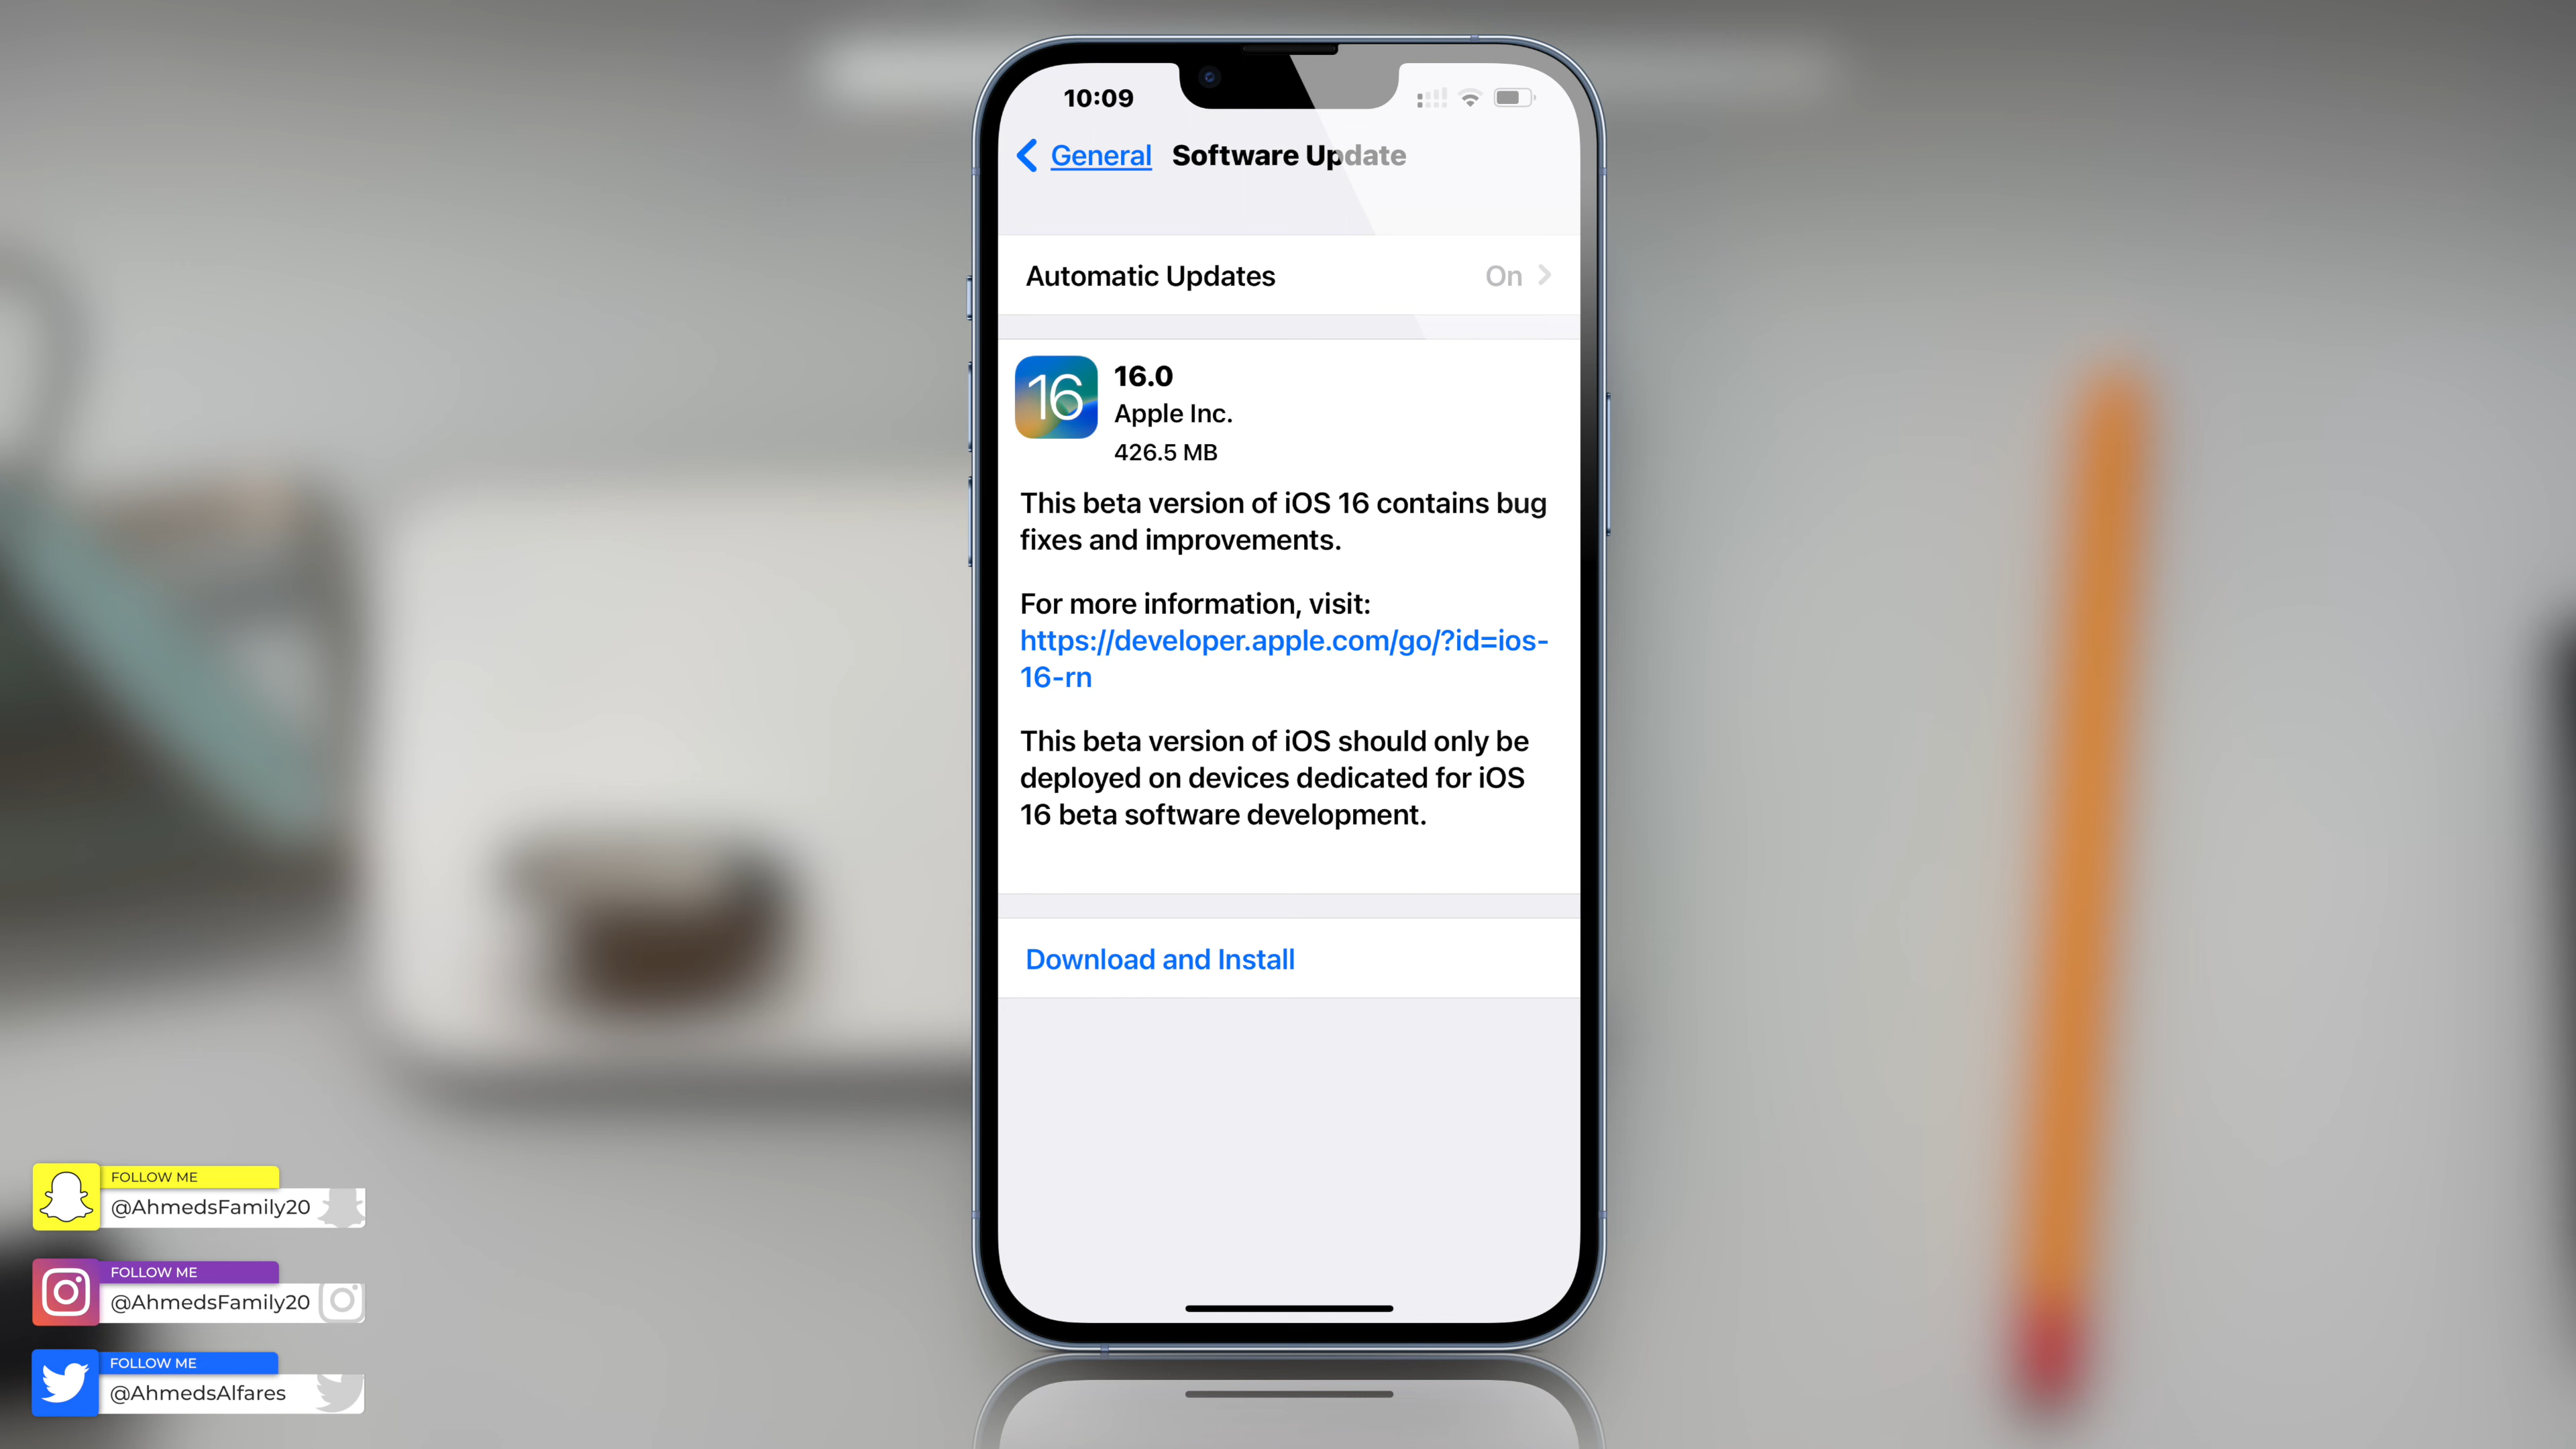 10:09
General Software Update
Automatic Updates On
16
16.0
Apple Inc.
426.5 MB
This beta version of iOS 16 contains bug
fixes and improvements.
For more information, visit:
https://developer.apple.com/go/?id=ios-
16-rn
This beta version of iOS should only be
deployed on devices dedicated for iOS
16 beta software development.
Download and Install
FOLLOW ME
@AhmedsFamily20
FOLLOW ME
@AhmedsFamily20
FOLLOW ME
@AhmedsAlfares